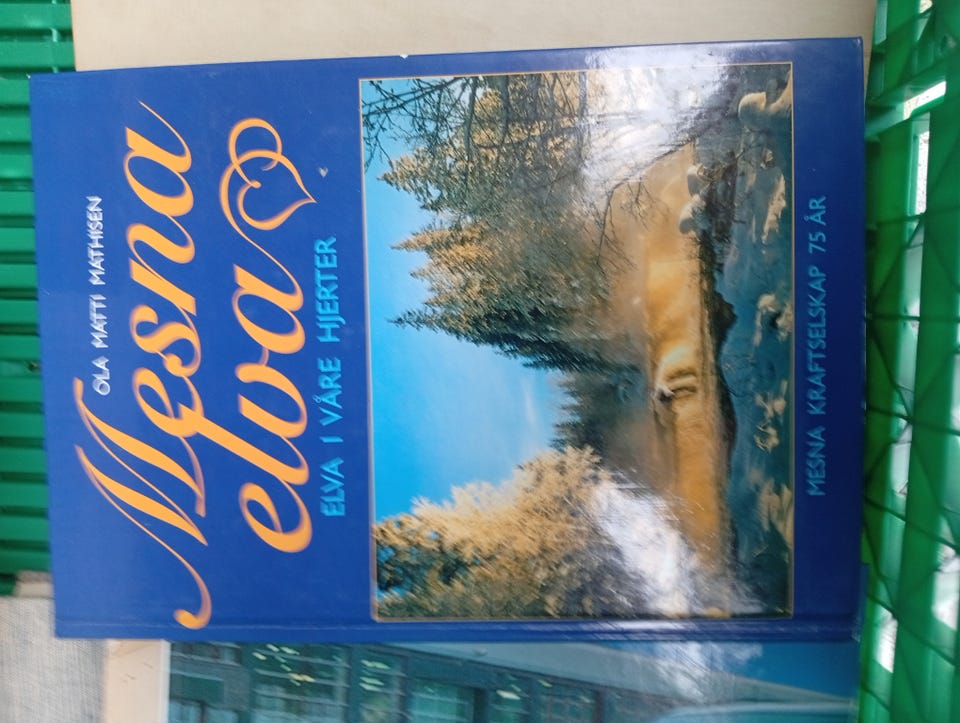 OLA MATTI MATHISEN
Mesna
elva
ELVA I VÅRE HJERTER
MESNA KRAFTSELSKAP 75 ÅR